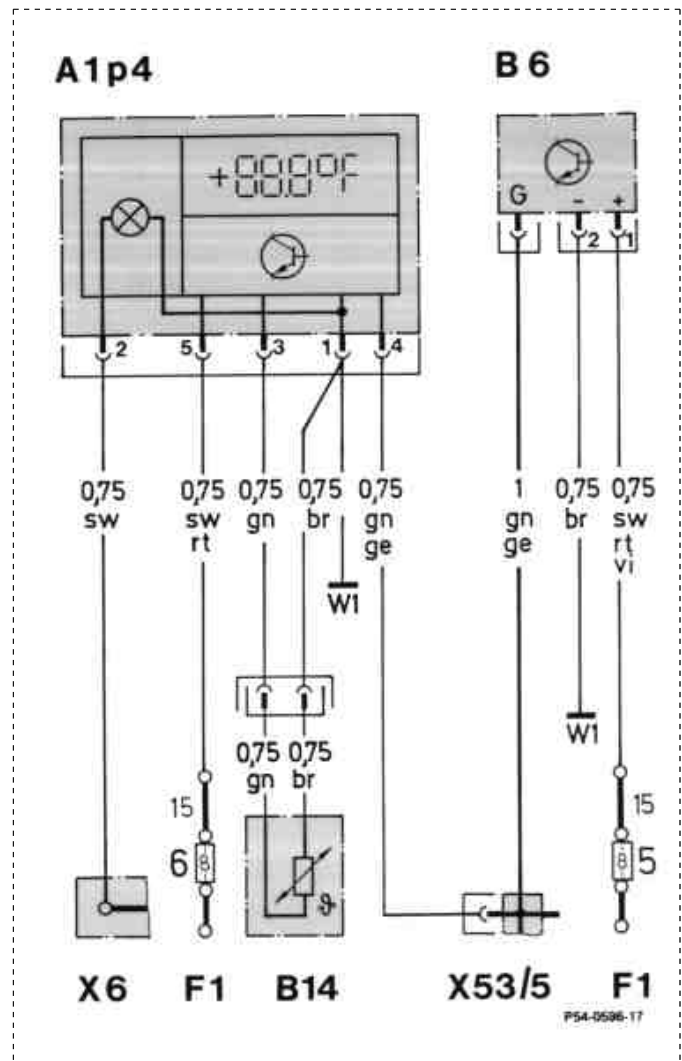 A1p4 B6
+88.8°F
G - +
2 1
2 5 3 1 4
0,75 0,75 0,75 0,75 0,75 1 0,75 0,75
sw sw gn br gn gn br sw
rt ge ge rt
vi
W1
W1
0,75 0,75
gn br
15 15
6 8 8 5
ϑ
X6 F1 B14 X53/5 F1
P54-0596-17